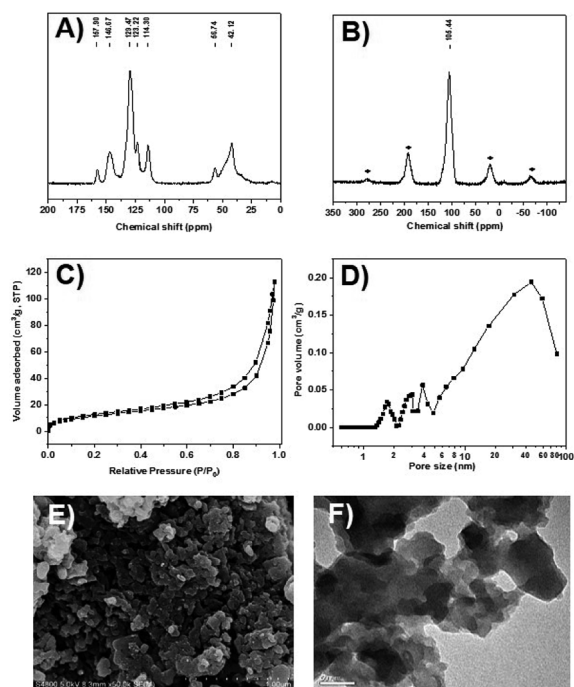 A)
157.90
146.67
129.47
123.22
114.30
56.74
42.12
200 175 150 125 100 75 50 25 0
Chemical shift (ppm)
B)
105.44
350 300 250 200 150 100 50 0 -50 -100
Chemical shift (ppm)
C)
Volume adsorbed (cm³/g, STP)
120
100
80
60
40
20
0
0.0 0.2 0.4 0.6 0.8 1.0
Relative Pressure (P/P₀)
D)
Pore volume (cm³/g)
0.20
0.15
0.10
0.05
0.00
1 2 4 6 8 10 20 40 60 80 100
Pore size (nm)
E)
S4800 5.0kV 8.3mm x50.0k SE(M)
1.00um
F)